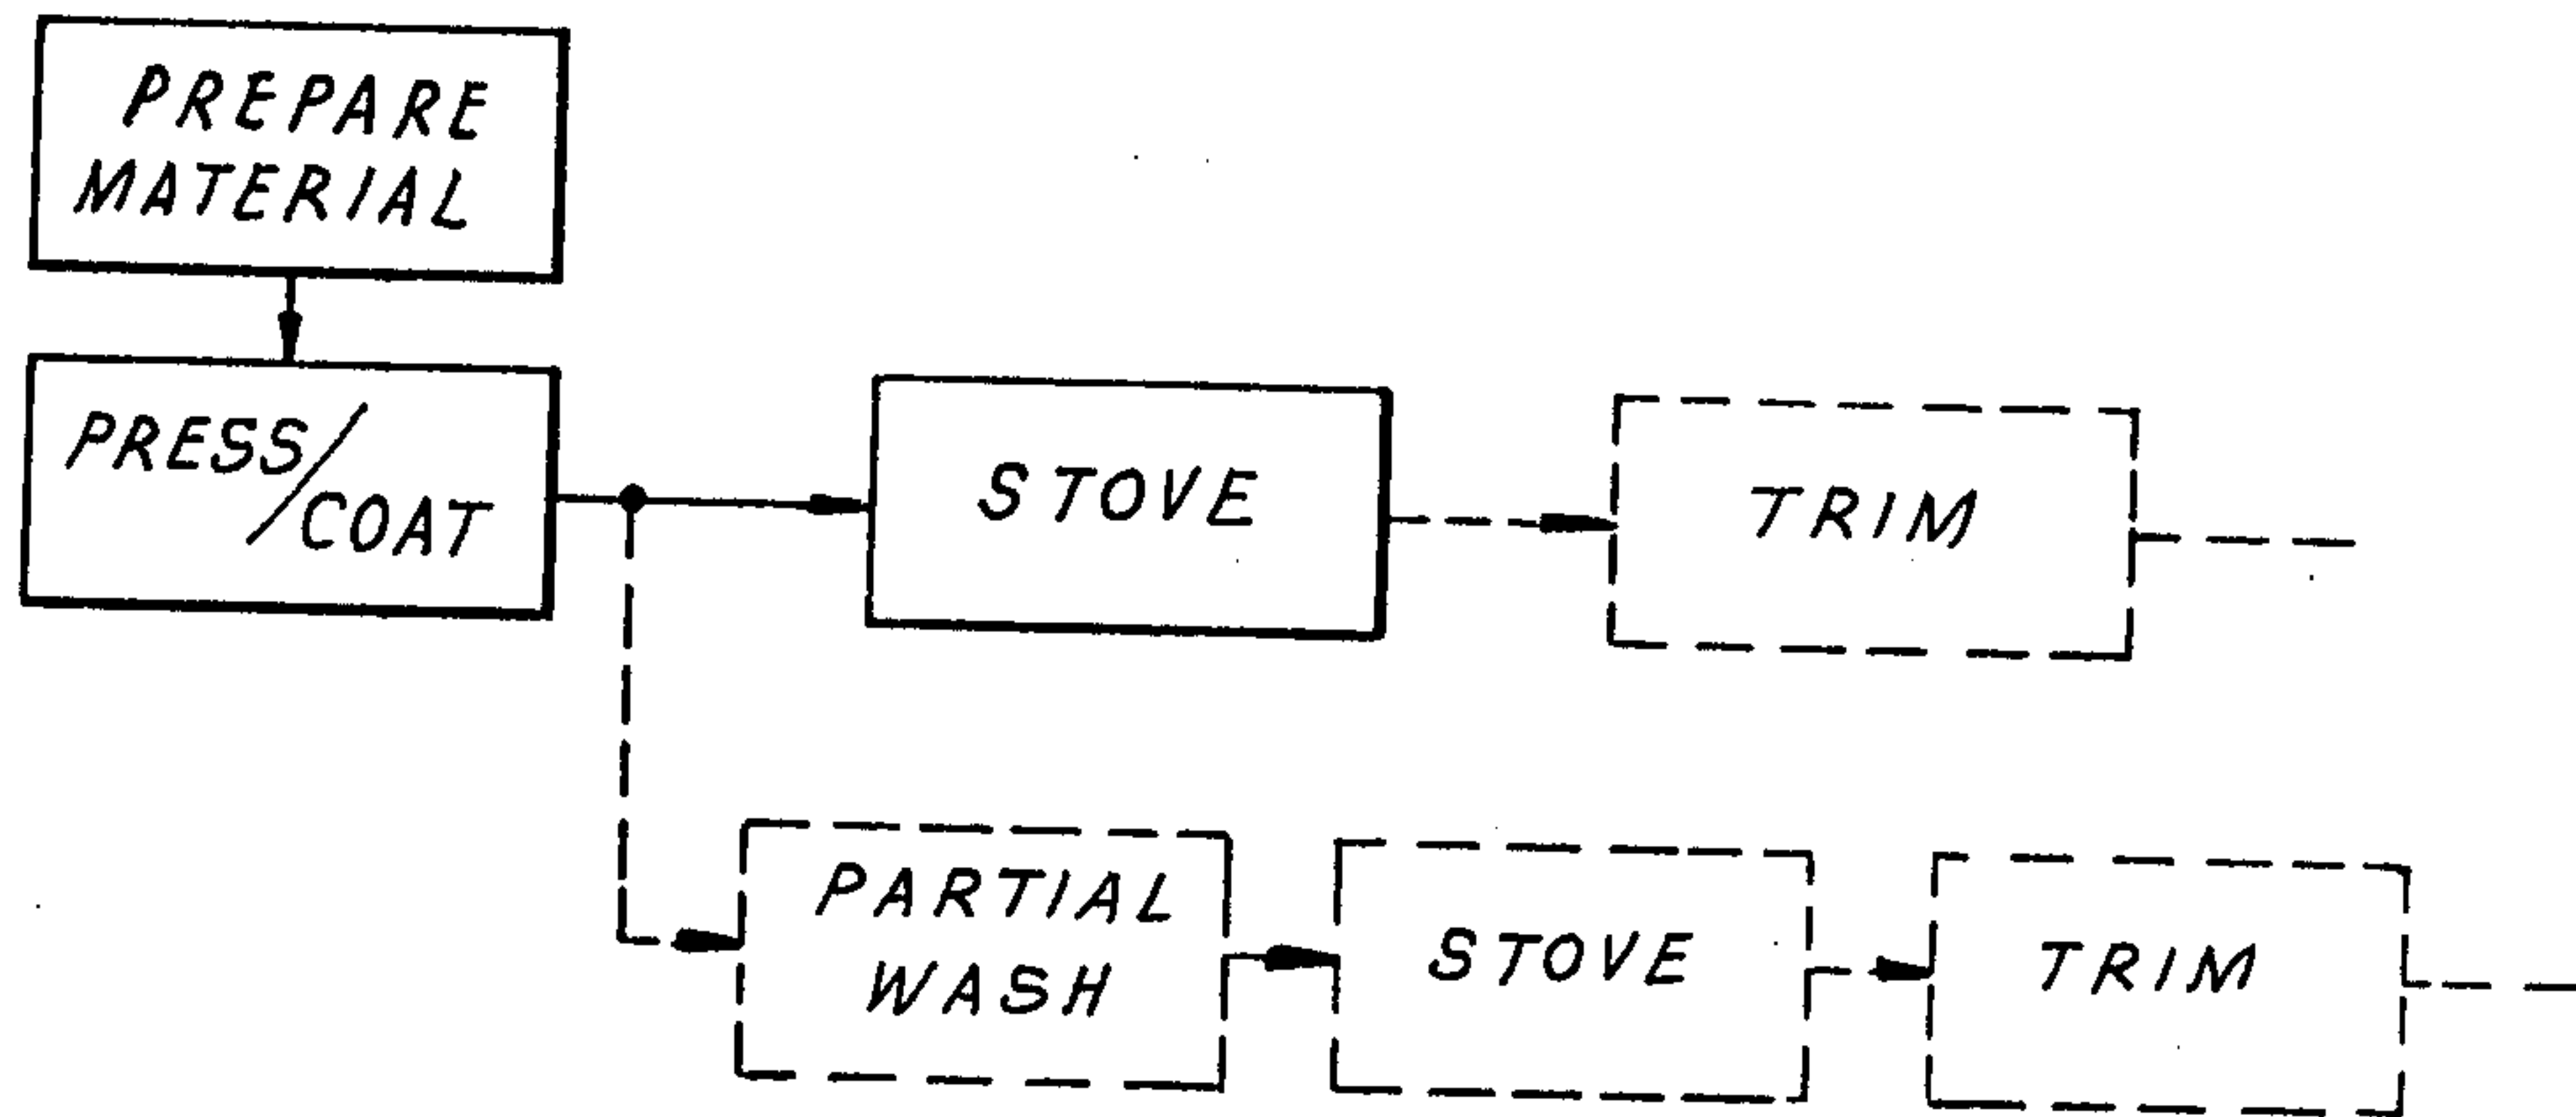 PREPARE
MATERIAL
PRESS/
COAT
STOVE
TRIM
PARTIAL
WASH
STOVE
TRIM